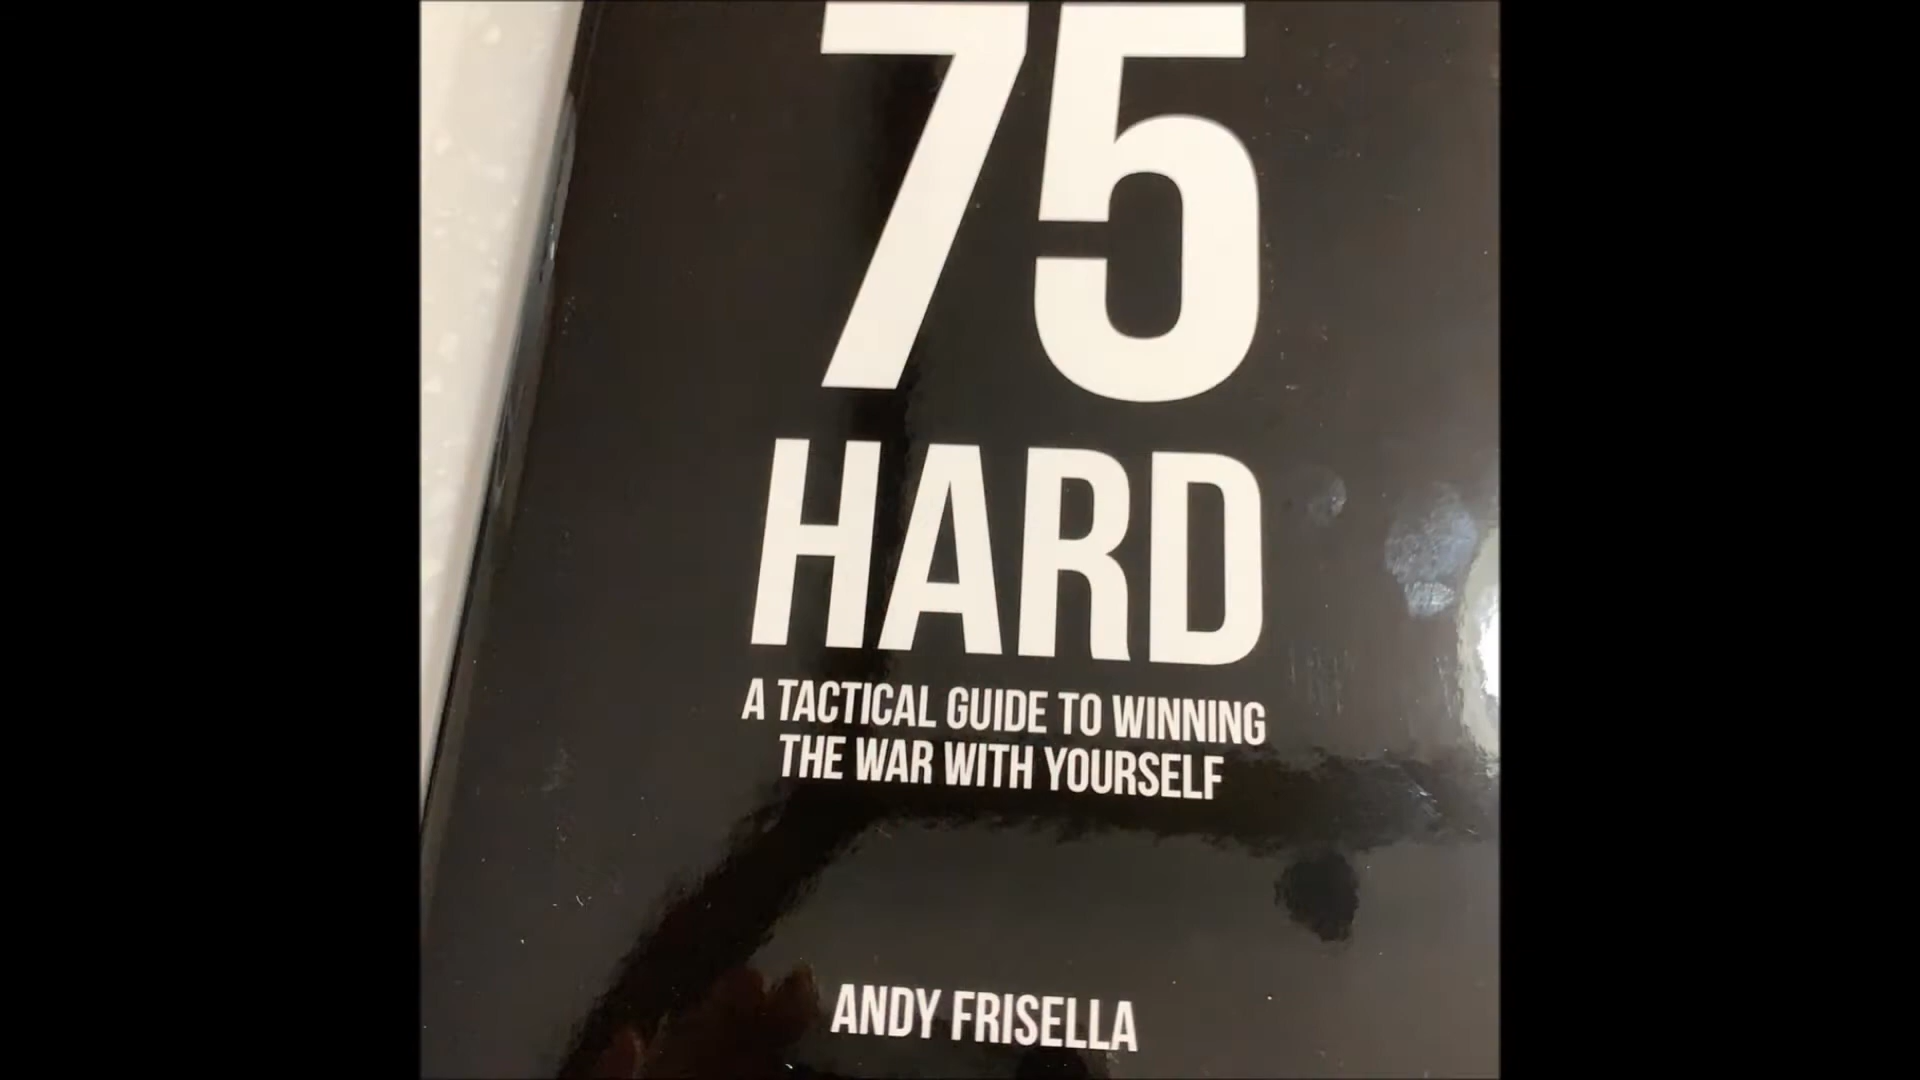 75
HARD
A TACTICAL GUIDE TO WINNING
THE WAR WITH YOURSELF
ANDY FRISELLA